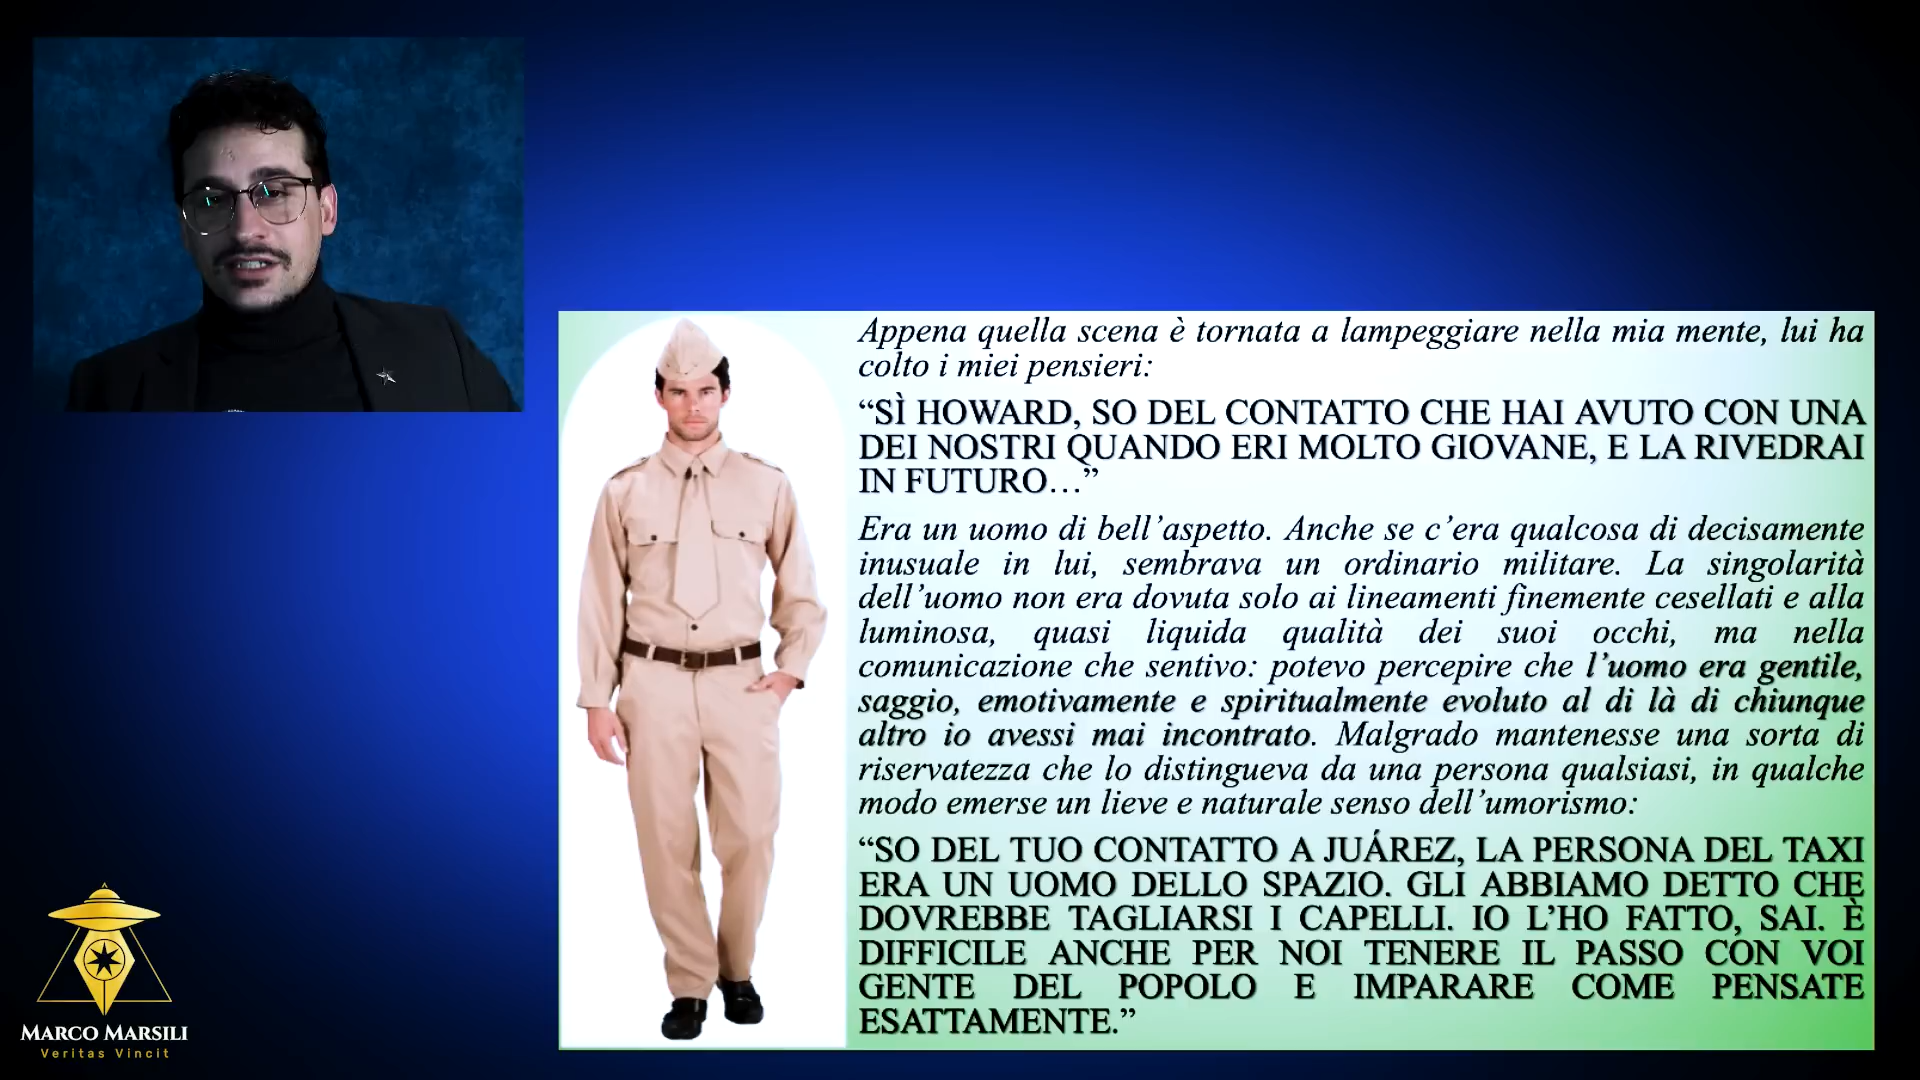 Appena quella scena è tornata a lampeggiare nella mia mente, lui ha
colto i miei pensieri:
“SÌ HOWARD, SO DEL CONTATTO CHE HAI AVUTO CON UNA
DEI NOSTRI QUANDO ERI MOLTO GIOVANE, E LA RIVEDRAI
IN FUTURO…”
Era un uomo di bell’aspetto. Anche se c’era qualcosa di decisamente
inusuale in lui, sembrava un ordinario militare. La singolarità
dell’uomo non era dovuta solo ai lineamenti finemente cesellati e alla
luminosa, quasi liquida qualità dei suoi occhi, ma nella
comunicazione che sentivo: potevo percepire che l’uomo era gentile,
saggio, emotivamente e spiritualmente evoluto al di là di chiunque
altro io avessi mai incontrato. Malgrado mantenesse una sorta di
riservatezza che lo distingueva da una persona qualsiasi, in qualche
modo emerse un lieve e naturale senso dell’umorismo:
“SO DEL TUO CONTATTO A JUÁREZ, LA PERSONA DEL TAXI
ERA UN UOMO DELLO SPAZIO. GLI ABBIAMO DETTO CHE
DOVREBBE TAGLIARSI I CAPELLI. IO L’HO FATTO, SAI. È
DIFFICILE ANCHE PER NOI TENERE IL PASSO CON VOI
GENTE DEL POPOLO E IMPARARE COME PENSATE
ESATTAMENTE.”
MARCO MARSILI
Veritas Vincit